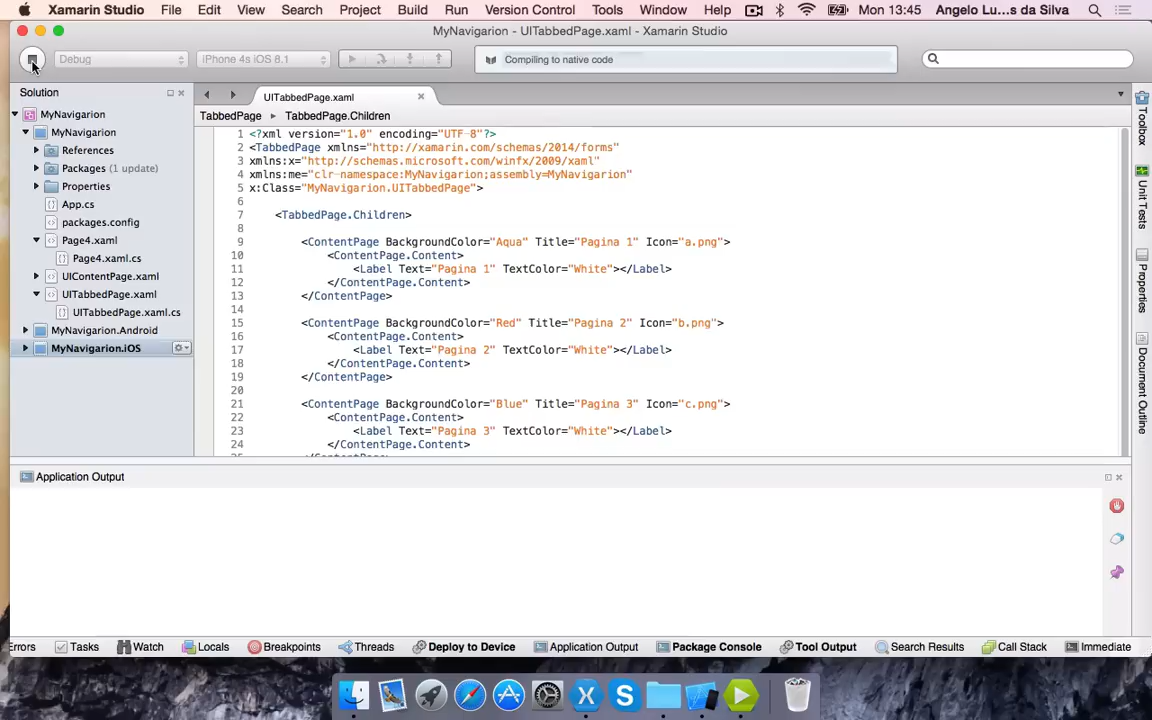 Xamarin Studio File Edit View Search Project Build Run Version Control Tools Window Help Mon 13:45 Angelo Lu...s da Silva
MyNavigarion - UITabbedPage.xaml - Xamarin Studio
Debug iPhone 4s iOS 8.1 Compiling to native code
Solution
UITabbedPage.xaml
MyNavigarion
TabbedPage TabbedPage.Children
MyNavigarion
References
Packages (1 update)
Properties
App.cs
packages.config
Page4.xaml
Page4.xaml.cs
UIContentPage.xaml
UITabbedPage.xaml
UITabbedPage.xaml.cs
MyNavigarion.Android
MyNavigarion.iOS
1 <?xml version="1.0" encoding="UTF-8"?>
2 <TabbedPage xmlns="http://xamarin.com/schemas/2014/forms"
3 xmlns:x="http://schemas.microsoft.com/winfx/2009/xaml"
4 xmlns:me="clr-namespace:MyNavigarion;assembly=MyNavigarion"
5 x:Class="MyNavigarion.UITabbedPage">
6
7 <TabbedPage.Children>
8
9 <ContentPage BackgroundColor="Aqua" Title="Pagina 1" Icon="a.png">
10 <ContentPage.Content>
11 <Label Text="Pagina 1" TextColor="White"></Label>
12 </ContentPage.Content>
13 </ContentPage>
14
15 <ContentPage BackgroundColor="Red" Title="Pagina 2" Icon="b.png">
16 <ContentPage.Content>
17 <Label Text="Pagina 2" TextColor="White"></Label>
18 </ContentPage.Content>
19 </ContentPage>
20
21 <ContentPage BackgroundColor="Blue" Title="Pagina 3" Icon="c.png">
22 <ContentPage.Content>
23 <Label Text="Pagina 3" TextColor="White"></Label>
24 </ContentPage.Content>
Toolbox
Unit Tests
Properties
Document Outline
Application Output
Errors Tasks Watch Locals Breakpoints Threads Deploy to Device Application Output Package Console Tool Output Search Results Call Stack Immediate